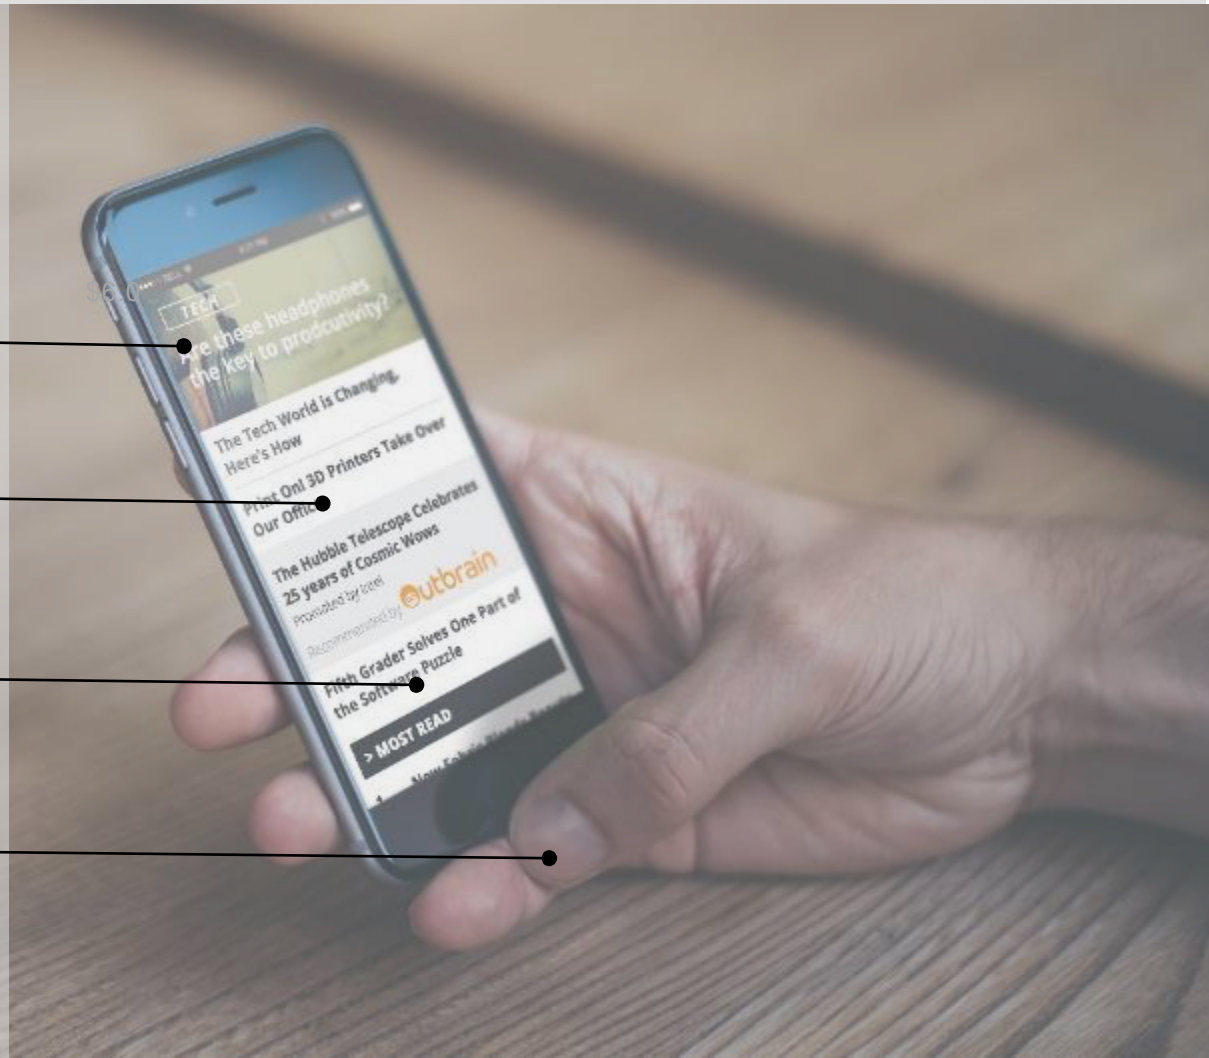 TECH
Are these headphones
the key to prodcutivity?
The Tech World is Changing,
Here's How
Print On! 3D Printers Take Over
Our Office
The Hubble Telescope Celebrates
25 years of Cosmic Wows
Promoted by Intel
Recommended by Outbrain
Fifth Grader Solves One Part of
the Software Puzzle
> MOST READ